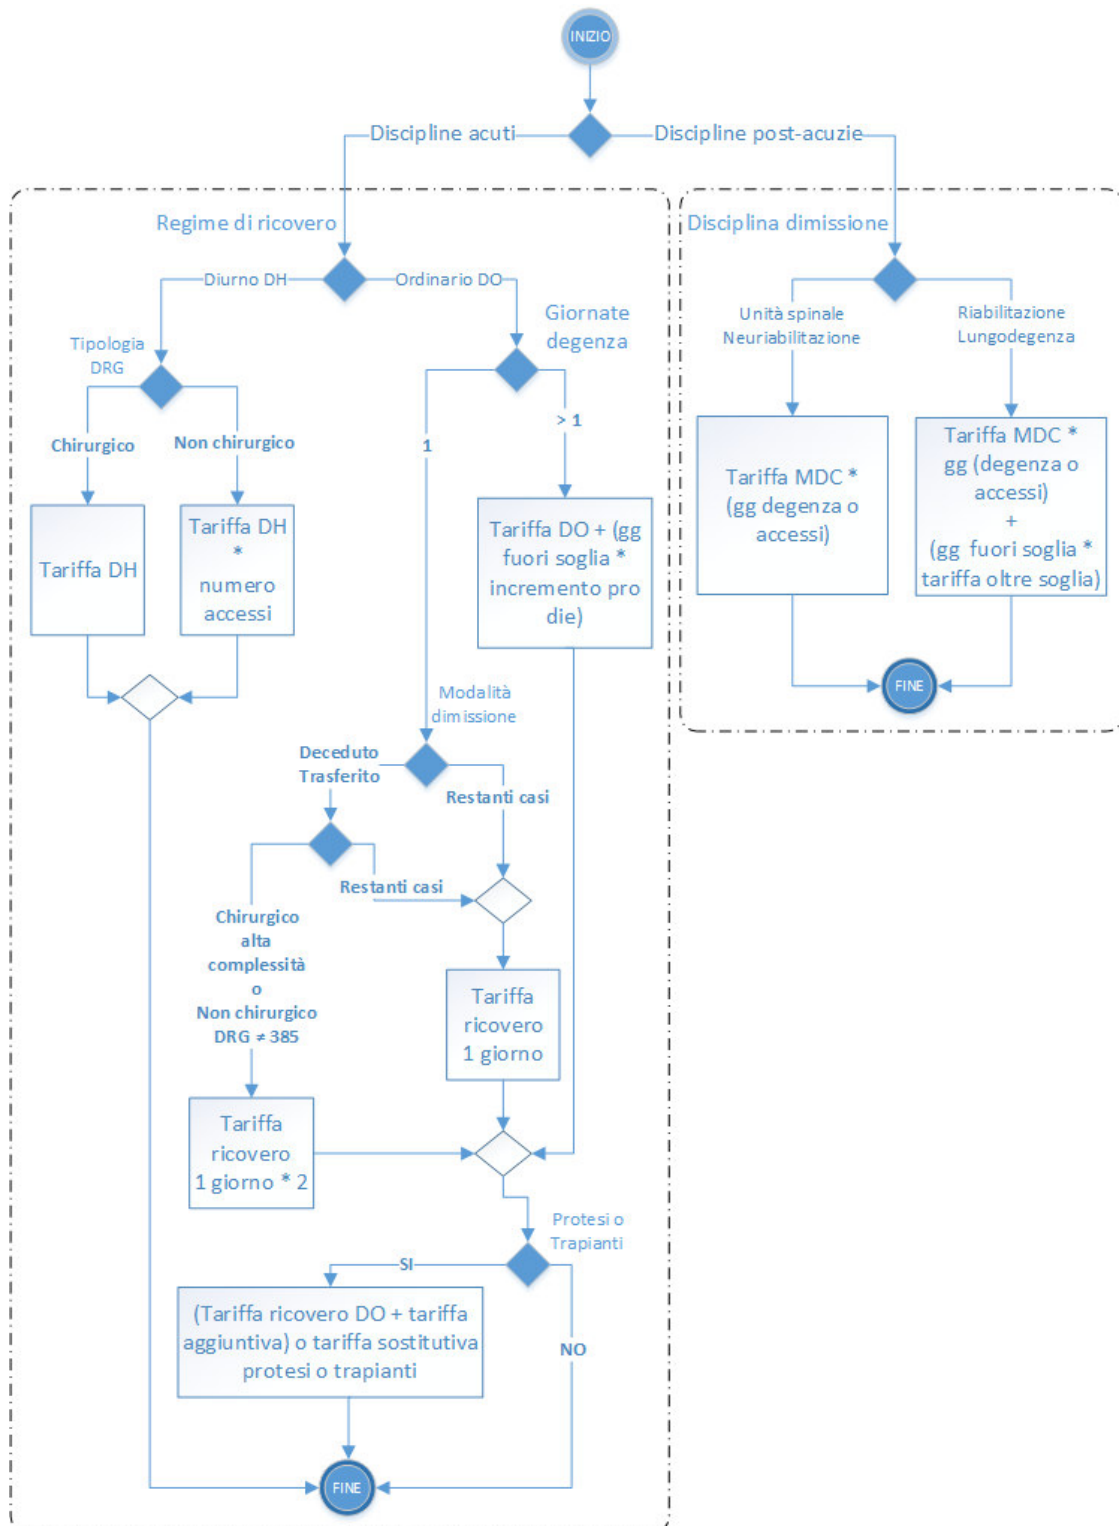 INIZIO
Discipline acuti
Discipline post-acuzie
Regime di ricovero
Diurno DH
Ordinario DO
Tipologia
DRG
Chirurgico
Non chirurgico
Tariffa DH
Tariffa DH
*
numero
accessi
Giornate
degenza
1
> 1
Tariffa DO + (gg
fuori soglia *
incremento pro
die)
Modalità
dimissione
Deceduto
Trasferito
Restanti casi
Restanti casi
Chirurgico
alta
complessità
o
Non chirurgico
DRG ≠ 385
Tariffa
ricovero
1 giorno
Tariffa
ricovero
1 giorno * 2
Protesi o
Trapianti
SI
NO
(Tariffa ricovero DO + tariffa
aggiuntiva) o tariffa sostitutiva
protesi o trapianti
FINE
Disciplina dimissione
Unità spinale
Neuriabilitazione
Riabilitazione
Lungodegenza
Tariffa MDC *
(gg degenza o
accessi)
Tariffa MDC *
gg (degenza o
accessi)
+
(gg fuori soglia *
tariffa oltre soglia)
FINE